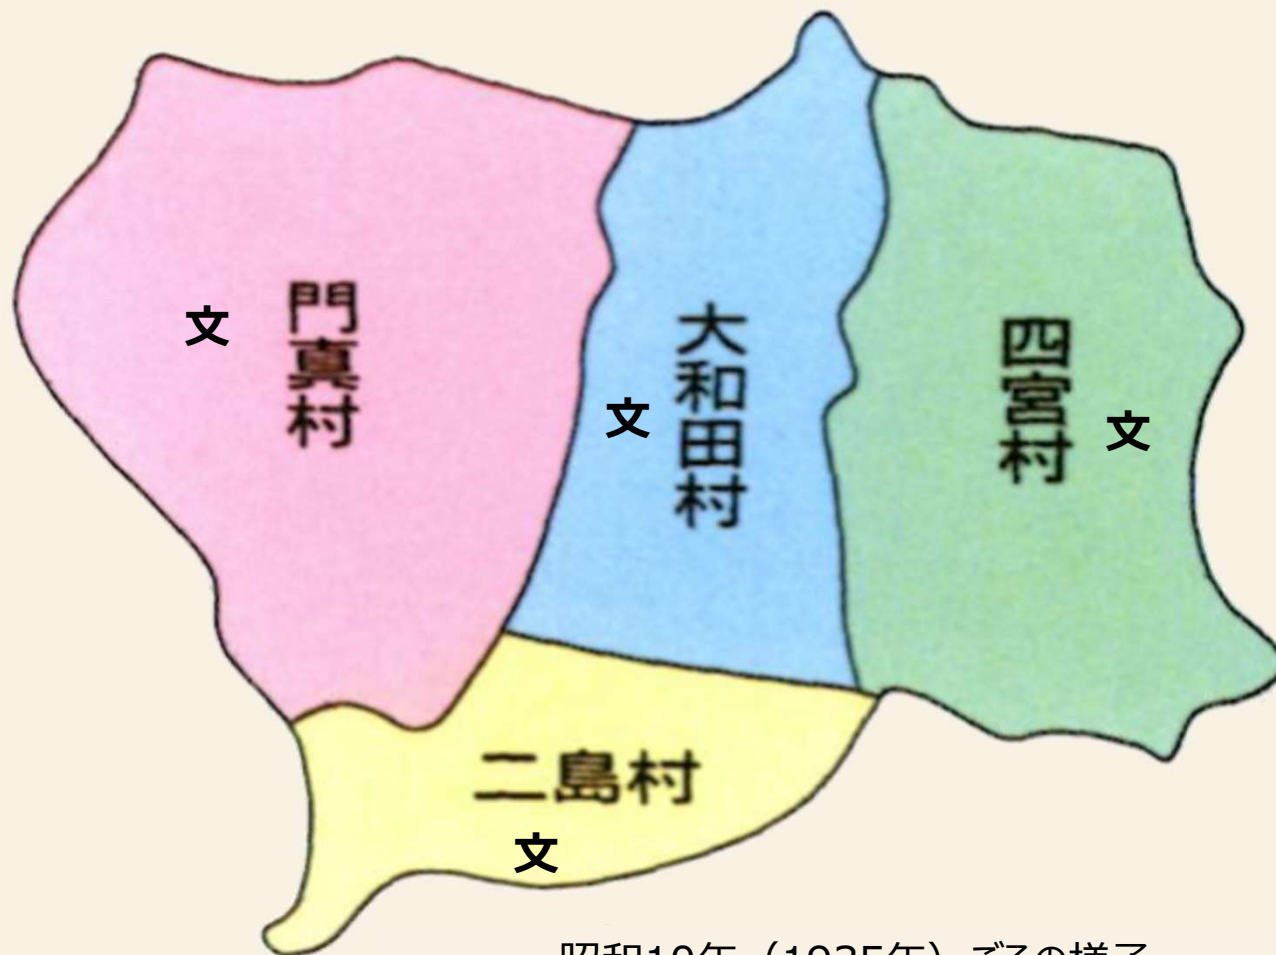 門真村
文
大和田村
文
四宮村
文
二島村
文
昭和10年（1935年）ごろの様子